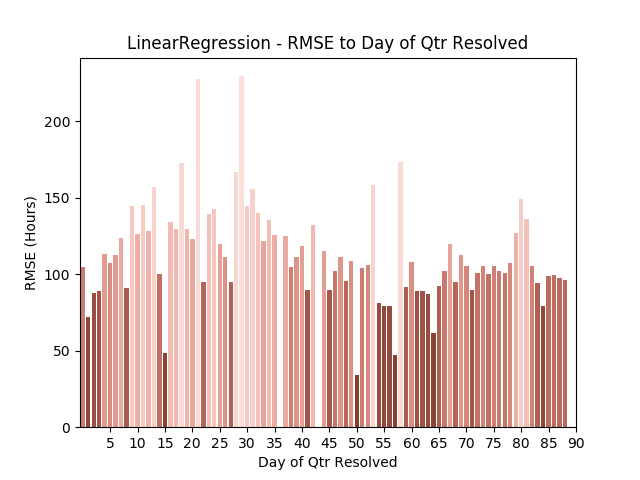 LinearRegression - RMSE to Day of Qtr Resolved
RMSE (Hours)
200
150
100
50
0
5 10 15 20 25 30 35 40 45 50 55 60 65 70 75 80 85 90
Day of Qtr Resolved